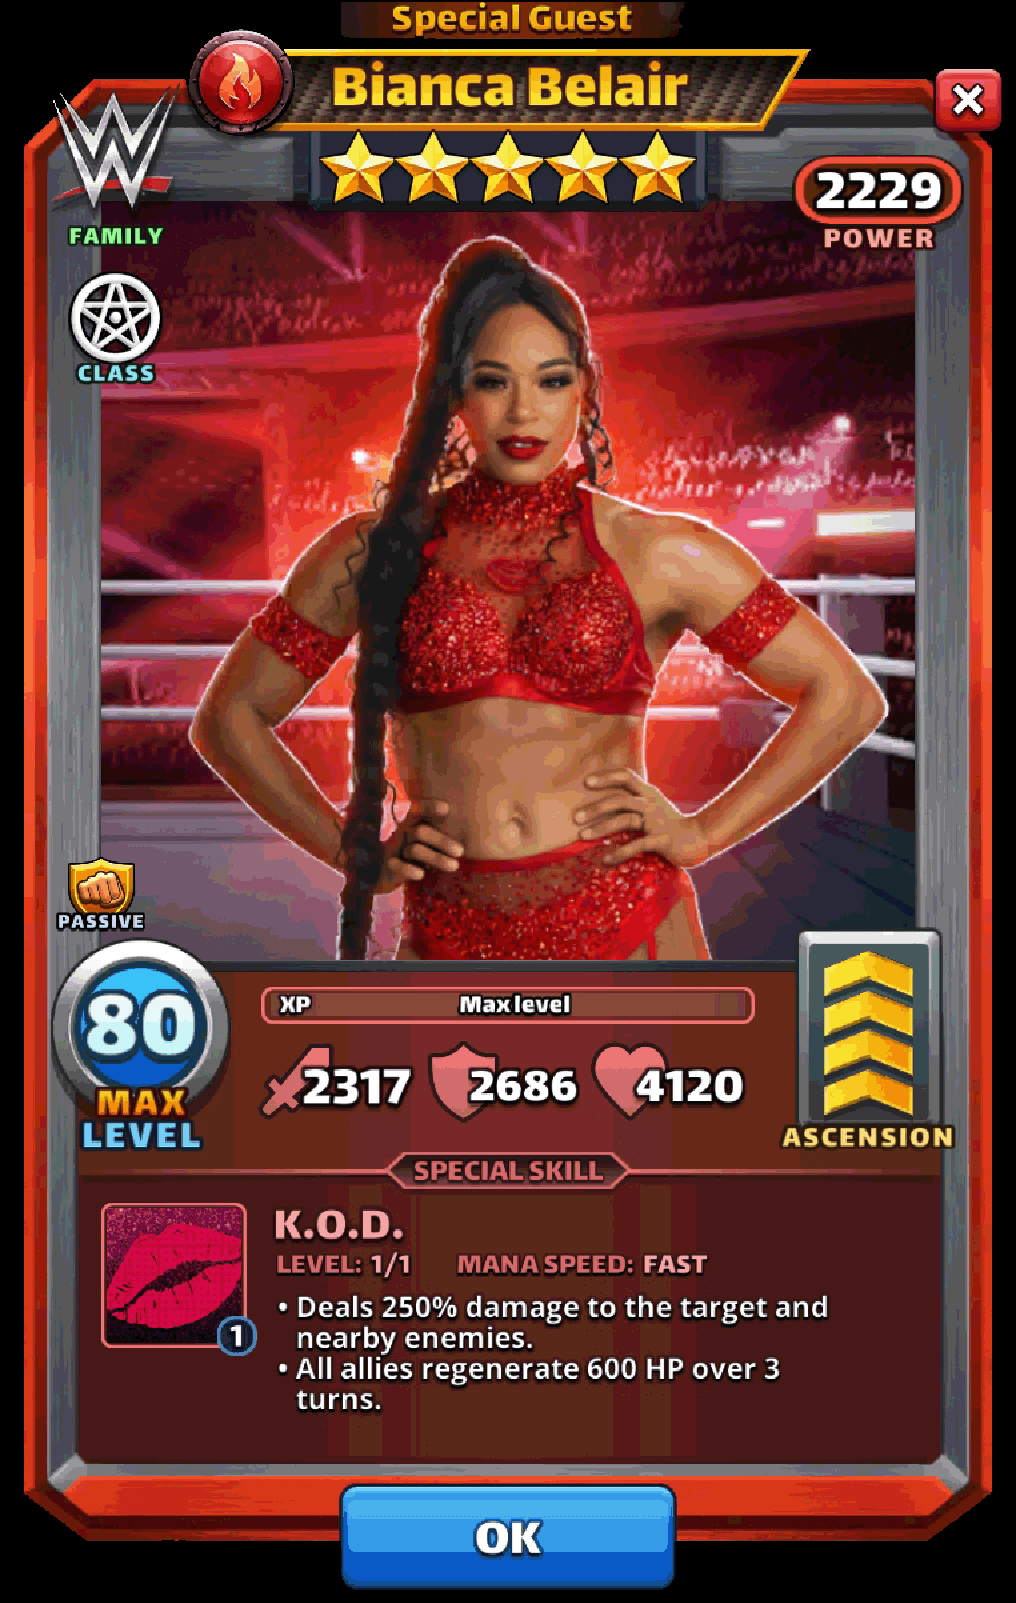 Special Guest
Bianca Belair
W
FAMILY
2229
POWER
CLASS
PASSIVE
80
MAX
LEVEL
XP Max level
2317 2686 4120
ASCENSION
SPECIAL SKILL
K.O.D.
LEVEL: 1/1 MANA SPEED: FAST
1
• Deals 250% damage to the target and
nearby enemies.
• All allies regenerate 600 HP over 3
turns.
OK